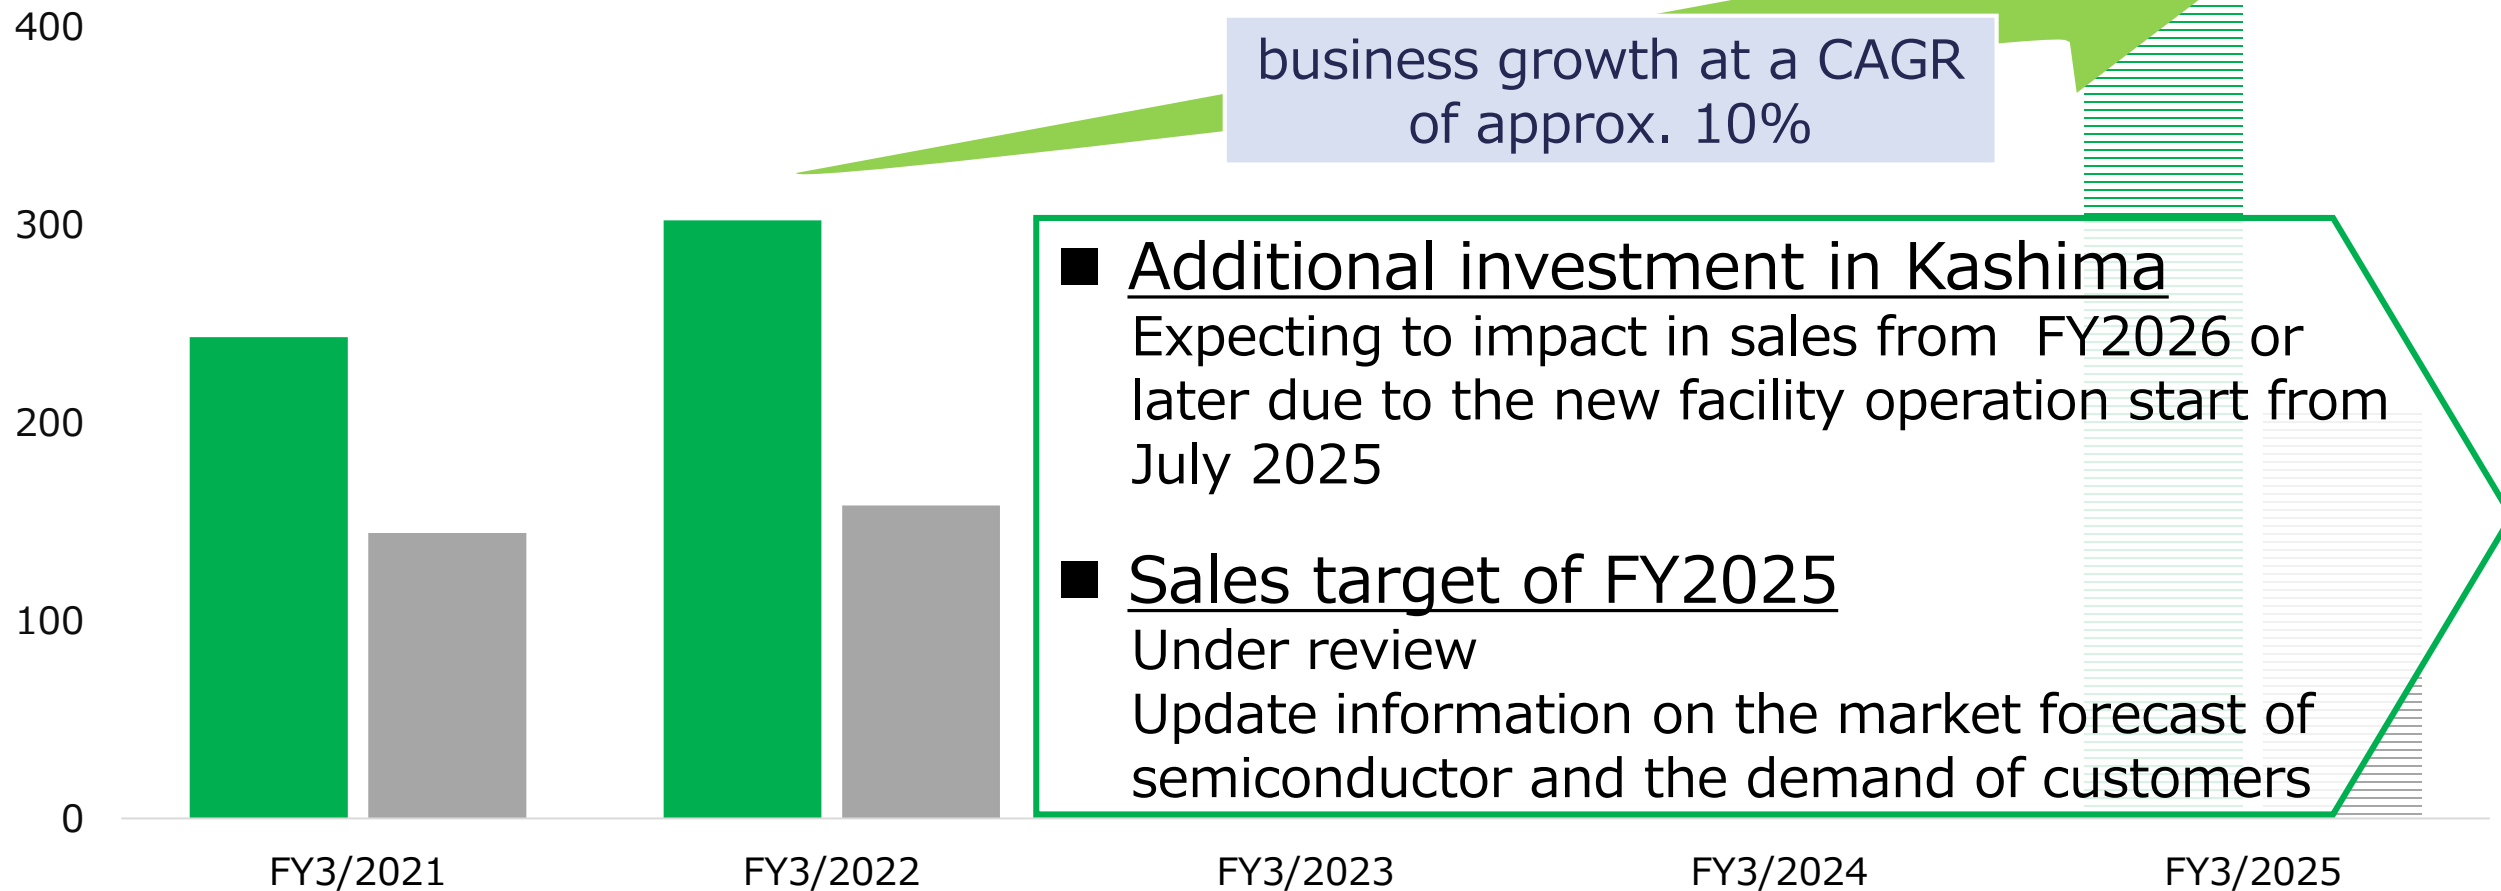 400
business growth at a CAGR
of approx. 10%
300
■ Additional investment in Kashima
Expecting to impact in sales from FY2026 or
later due to the new facility operation start from
July 2025
200
■ Sales target of FY2025
Under review
Update information on the market forecast of
semiconductor and the demand of customers
100
0
FY3/2021 FY3/2022 FY3/2023 FY3/2024 FY3/2025